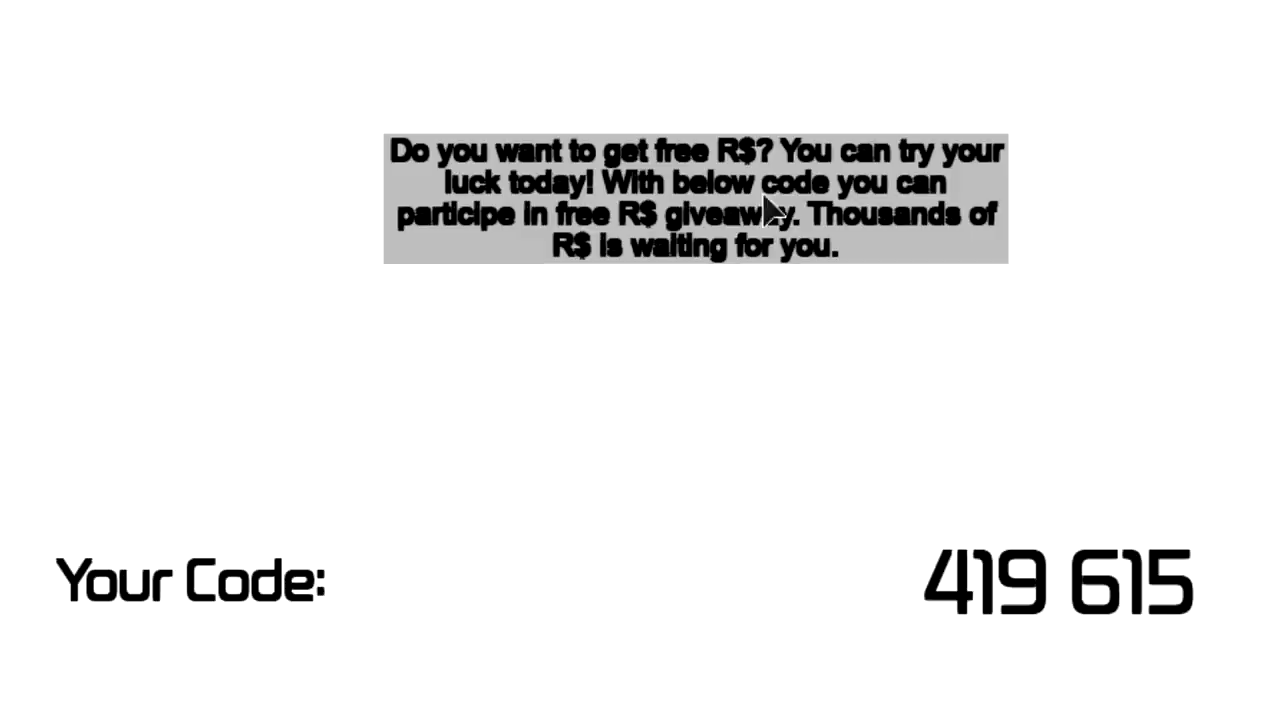 Do you want to get free R$? You can try your
luck today! With below code you can
participe in free R$ giveaway. Thousands of
R$ is waiting for you.
Your Code:
419 615